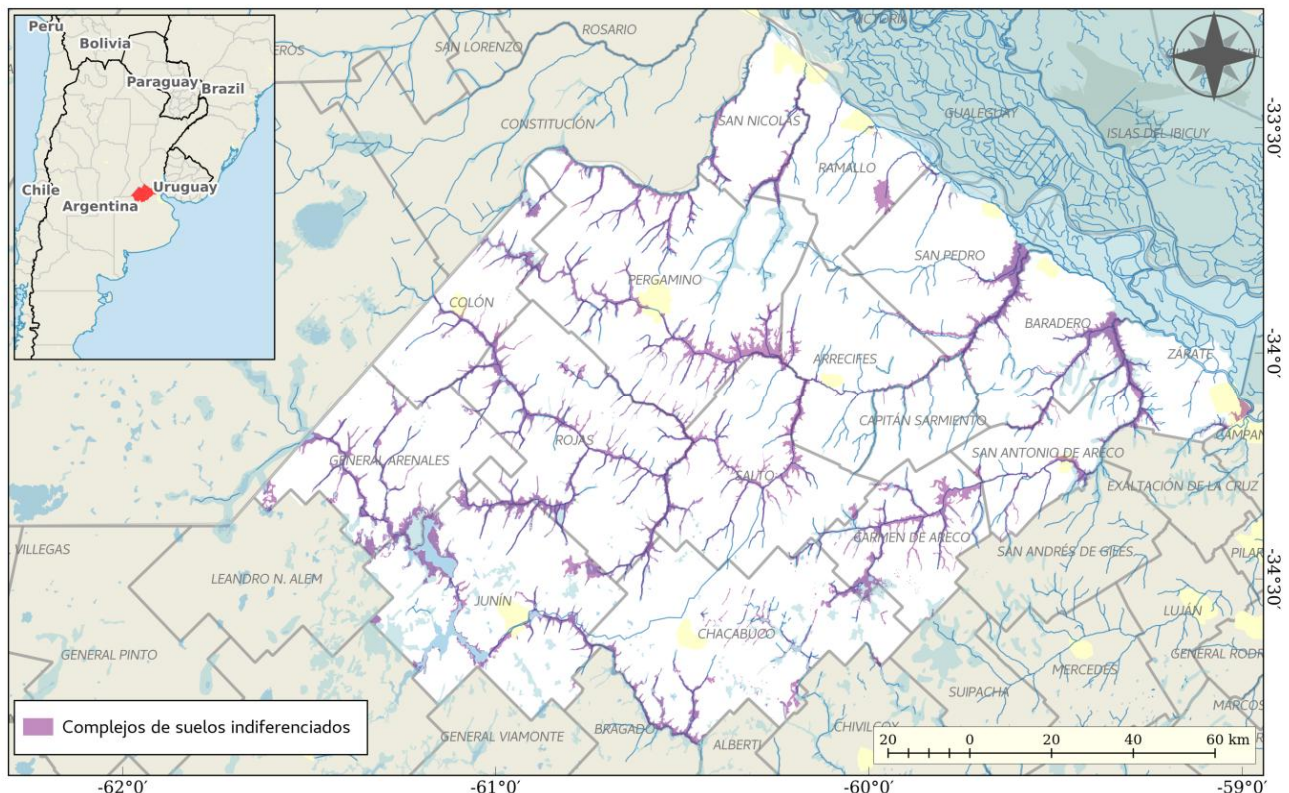 Perú
Bolivia
Paraguay
Brazil
Chile
Uruguay
Argentina
ROSARIO
VICTORIA
SAN LORENZO
CONSTITUCIÓN
SAN NICOLÁS
GUALEGUAY
ISLAS DEL IBICUY
RAMALLO
SAN PEDRO
PERGAMINO
COLÓN
BARADERO
ZÁRATE
ARRECIFES
CAPITÁN SARMIENTO
CAMPAN
ROJAS
GENERAL ARENALES
SALTO
SAN ANTONIO DE ARECO
EXALTACIÓN DE LA CRUZ
VILLEGAS
CARMEN DE ARECO
SAN ANDRÉS DE GILES
PILAR
LEANDRO N. ALEM
JUNÍN
LUJÁN
CHACABUCO
GENERAL PINTO
GENERAL RODR
MERCEDES
SUIPACHA
MARCOS
BRAGADO
CHIVILCOY
GENERAL VIAMONTE
ALBERTI
Complejos de suelos indiferenciados
20 0 20 40 60 km
-33°30′
-34°0′
-34°30′
-62°0′ -61°0′ -60°0′ -59°0′